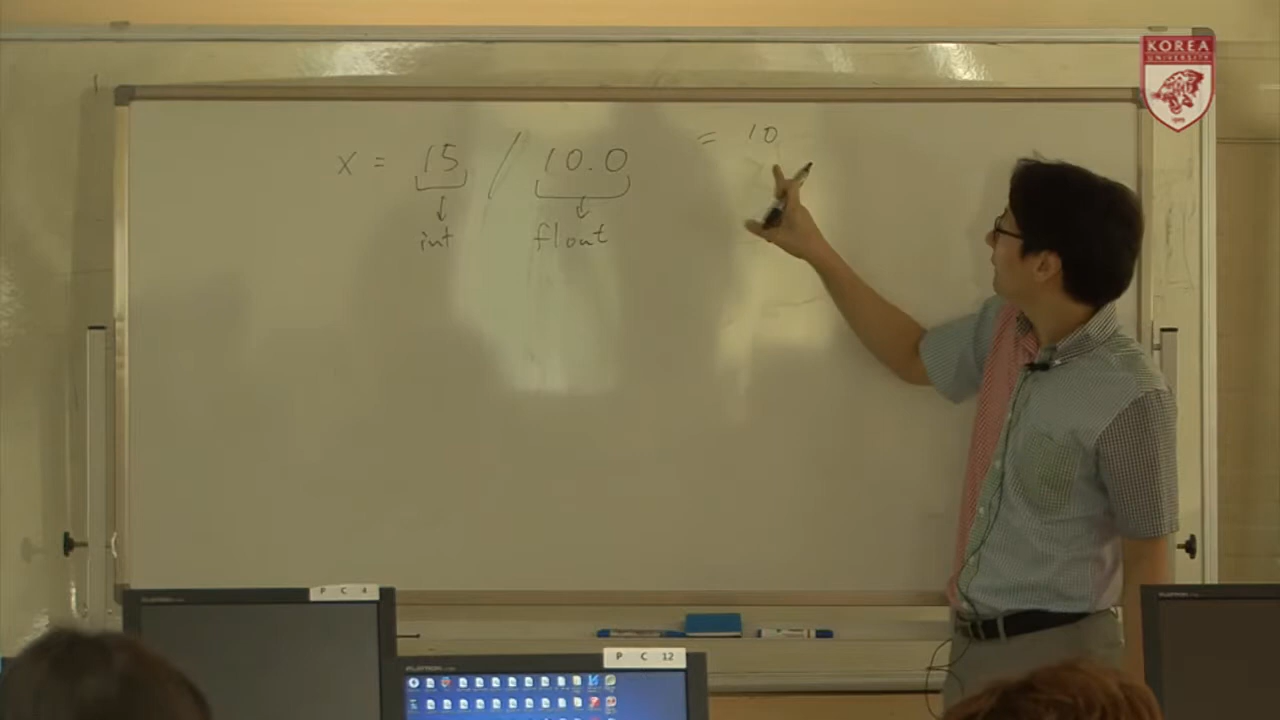 KOREA
UNIVERSITY
x = 15 / 10.0 = 10
int float
P C 4
P C 12